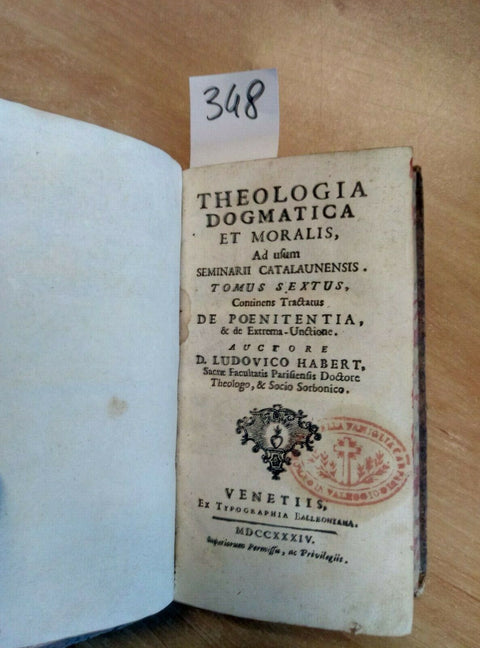 348
THEOLOGIA
DOGMATICA
ET MORALIS,
Ad uſum
SEMINARII CATALAUNENSIS.
TOMUS SEXTUS,
Continens Tractatus
DE POENITENTIA,
& de Extrema-Unctione.
AUCTORE
D. LUDOVICO HABERT,
Sacræ Facultatis Pariſienſis Doctore
Theologo, & Socio Sorbonico.
VENETIIS,
EX TYPOGRAPHIA BALLEONIANA.
MDCCXXXIV.
Superiorum Permiſſu, ac Privilegiis.